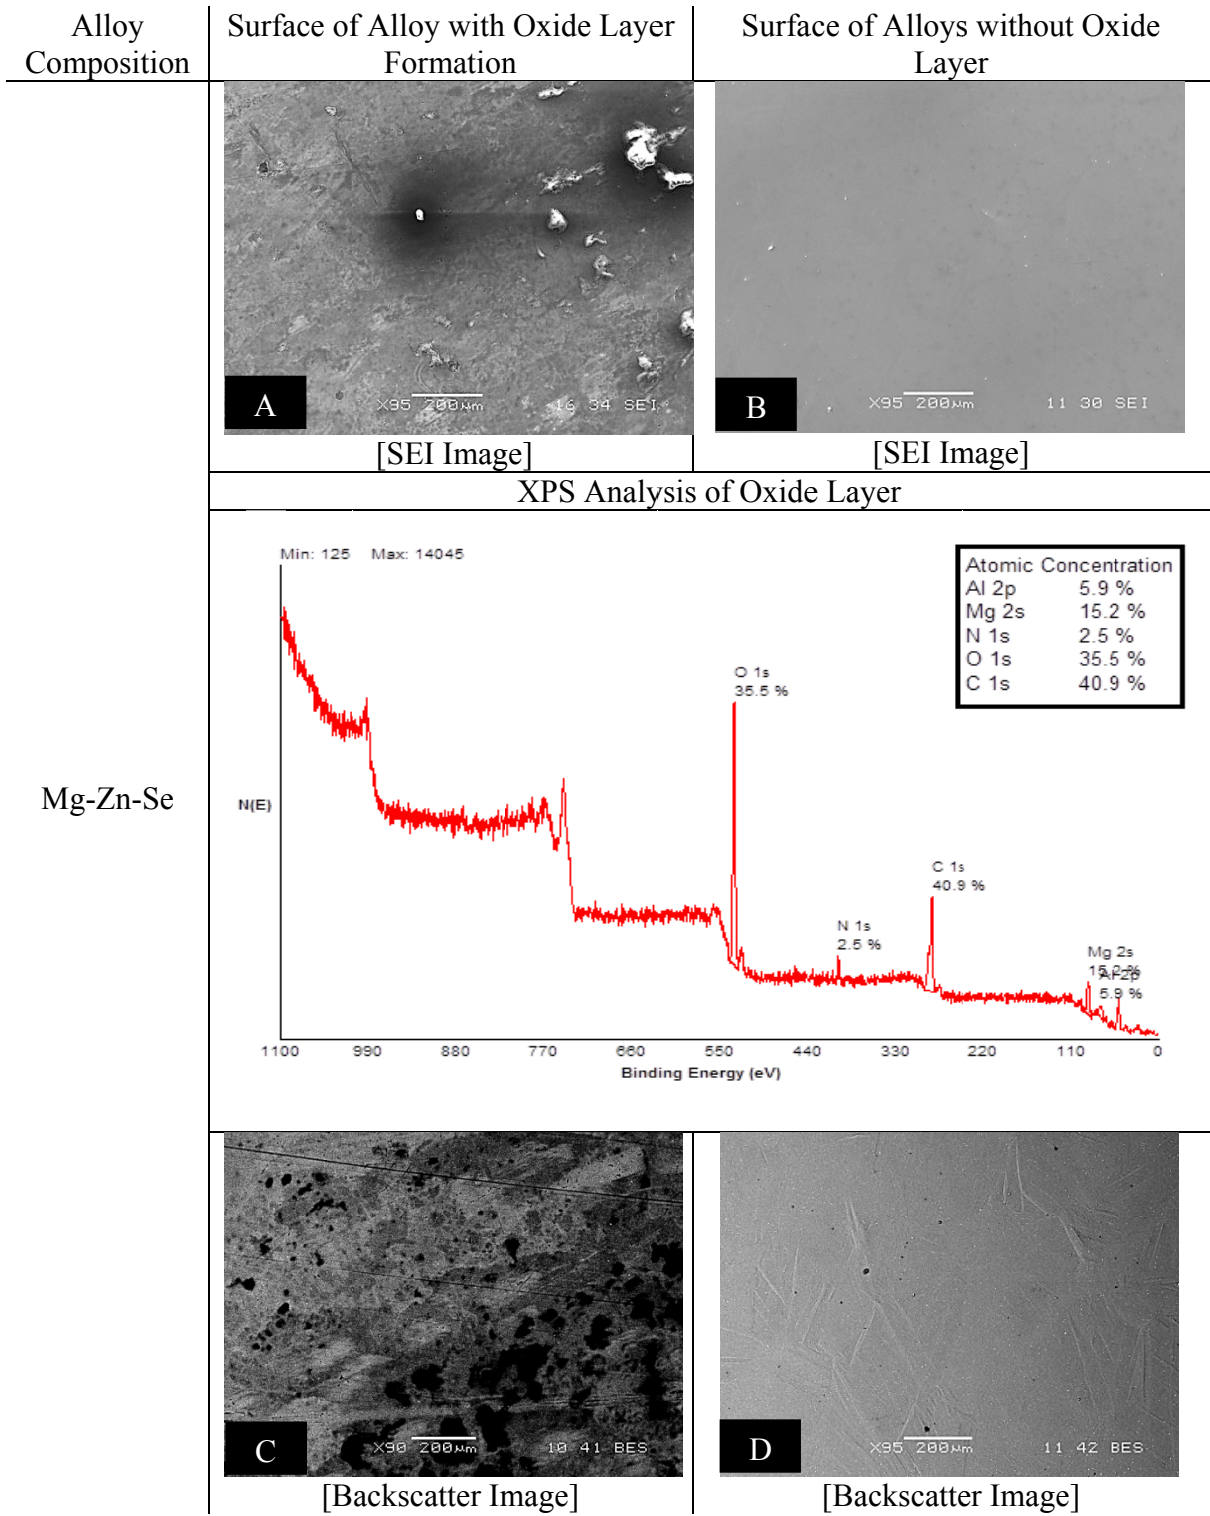 Alloy
Composition
Surface of Alloy with Oxide Layer
Formation
Surface of Alloys without Oxide
Layer
A
X95 200μm 16 34 SEI
B
X95 200μm 11 30 SEI
[SEI Image]
[SEI Image]
XPS Analysis of Oxide Layer
Mg-Zn-Se
Min: 125 Max: 14045
Atomic Concentration
Al 2p 5.9 %
Mg 2s 15.2 %
N 1s 2.5 %
O 1s 35.5 %
C 1s 40.9 %
O 1s
35.5 %
C 1s
40.9 %
N 1s
2.5 %
Mg 2s
15.2 %
Al 2p
5.9 %
N(E)
1100 990 880 770 660 550 440 330 220 110 0
Binding Energy (eV)
C
X90 200μm 10 41 BES
D
X95 200μm 11 42 BES
[Backscatter Image]
[Backscatter Image]